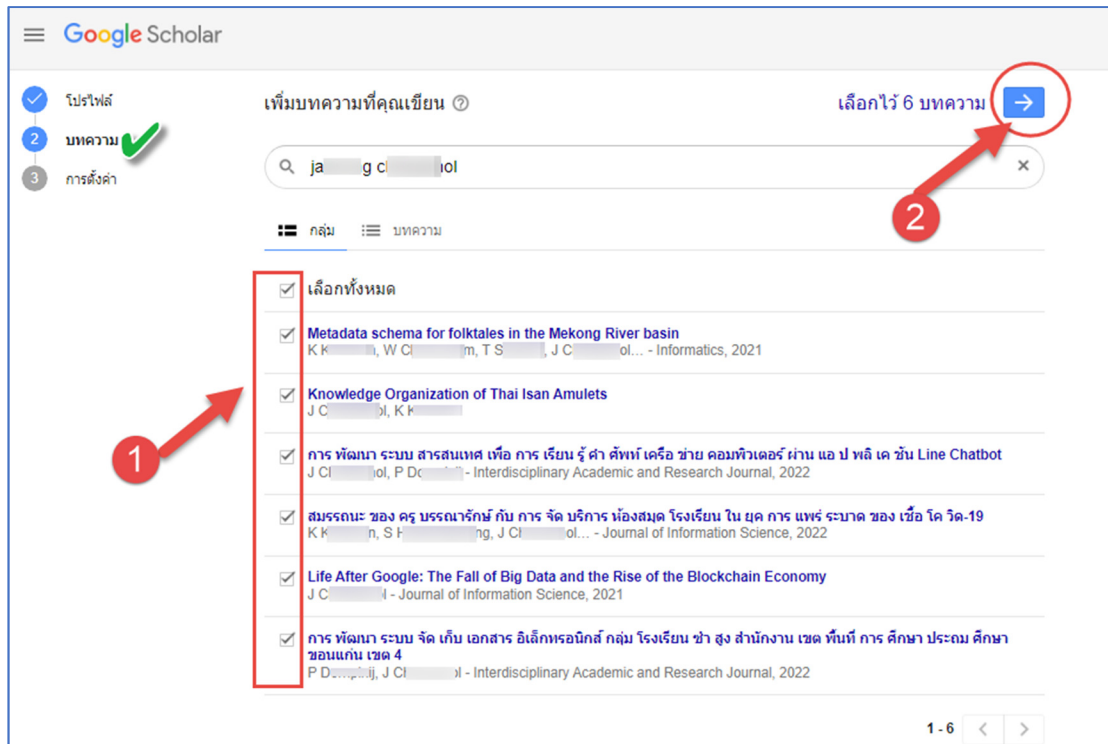 Google Scholar
โปรไฟล์
2 บทความ
3 การตั้งค่า
เพิ่มบทความที่คุณเขียน
เลือกไว้ 6 บทความ
2
ja g c ol
กลุ่ม บทความ
1
เลือกทั้งหมด
Metadata schema for folktales in the Mekong River basin
K K , W C m, T S , J C ol... - Informatics, 2021
Knowledge Organization of Thai Isan Amulets
J C ol, K K
การ พัฒนา ระบบ สารสนเทศ เพื่อ การ เรียน รู้ คํา ศัพท์ เครือ ข่าย คอมพิวเตอร์ ผ่าน แอ ป พลิ เค ชัน Line Chatbot
J C ol, P D - Interdisciplinary Academic and Research Journal, 2022
สมรรถนะ ของ ครู บรรณารักษ์ กับ การ จัด บริการ ห้องสมุด โรงเรียน ใน ยุค การ แพร่ ระบาด ของ เชื้อ โค วิด-19
K K n, S ng, J C ol... - Journal of Information Science, 2022
Life After Google: The Fall of Big Data and the Rise of the Blockchain Economy
J C - Journal of Information Science, 2021
การ พัฒนา ระบบ จัด เก็บ เอกสาร อิเล็กทรอนิกส์ กลุ่ม โรงเรียน ซํา สูง สํานักงาน เขต พื้นที่ การ ศึกษา ประถม ศึกษา
ขอนแก่น เขต 4
P D , J C - Interdisciplinary Academic and Research Journal, 2022
1 - 6